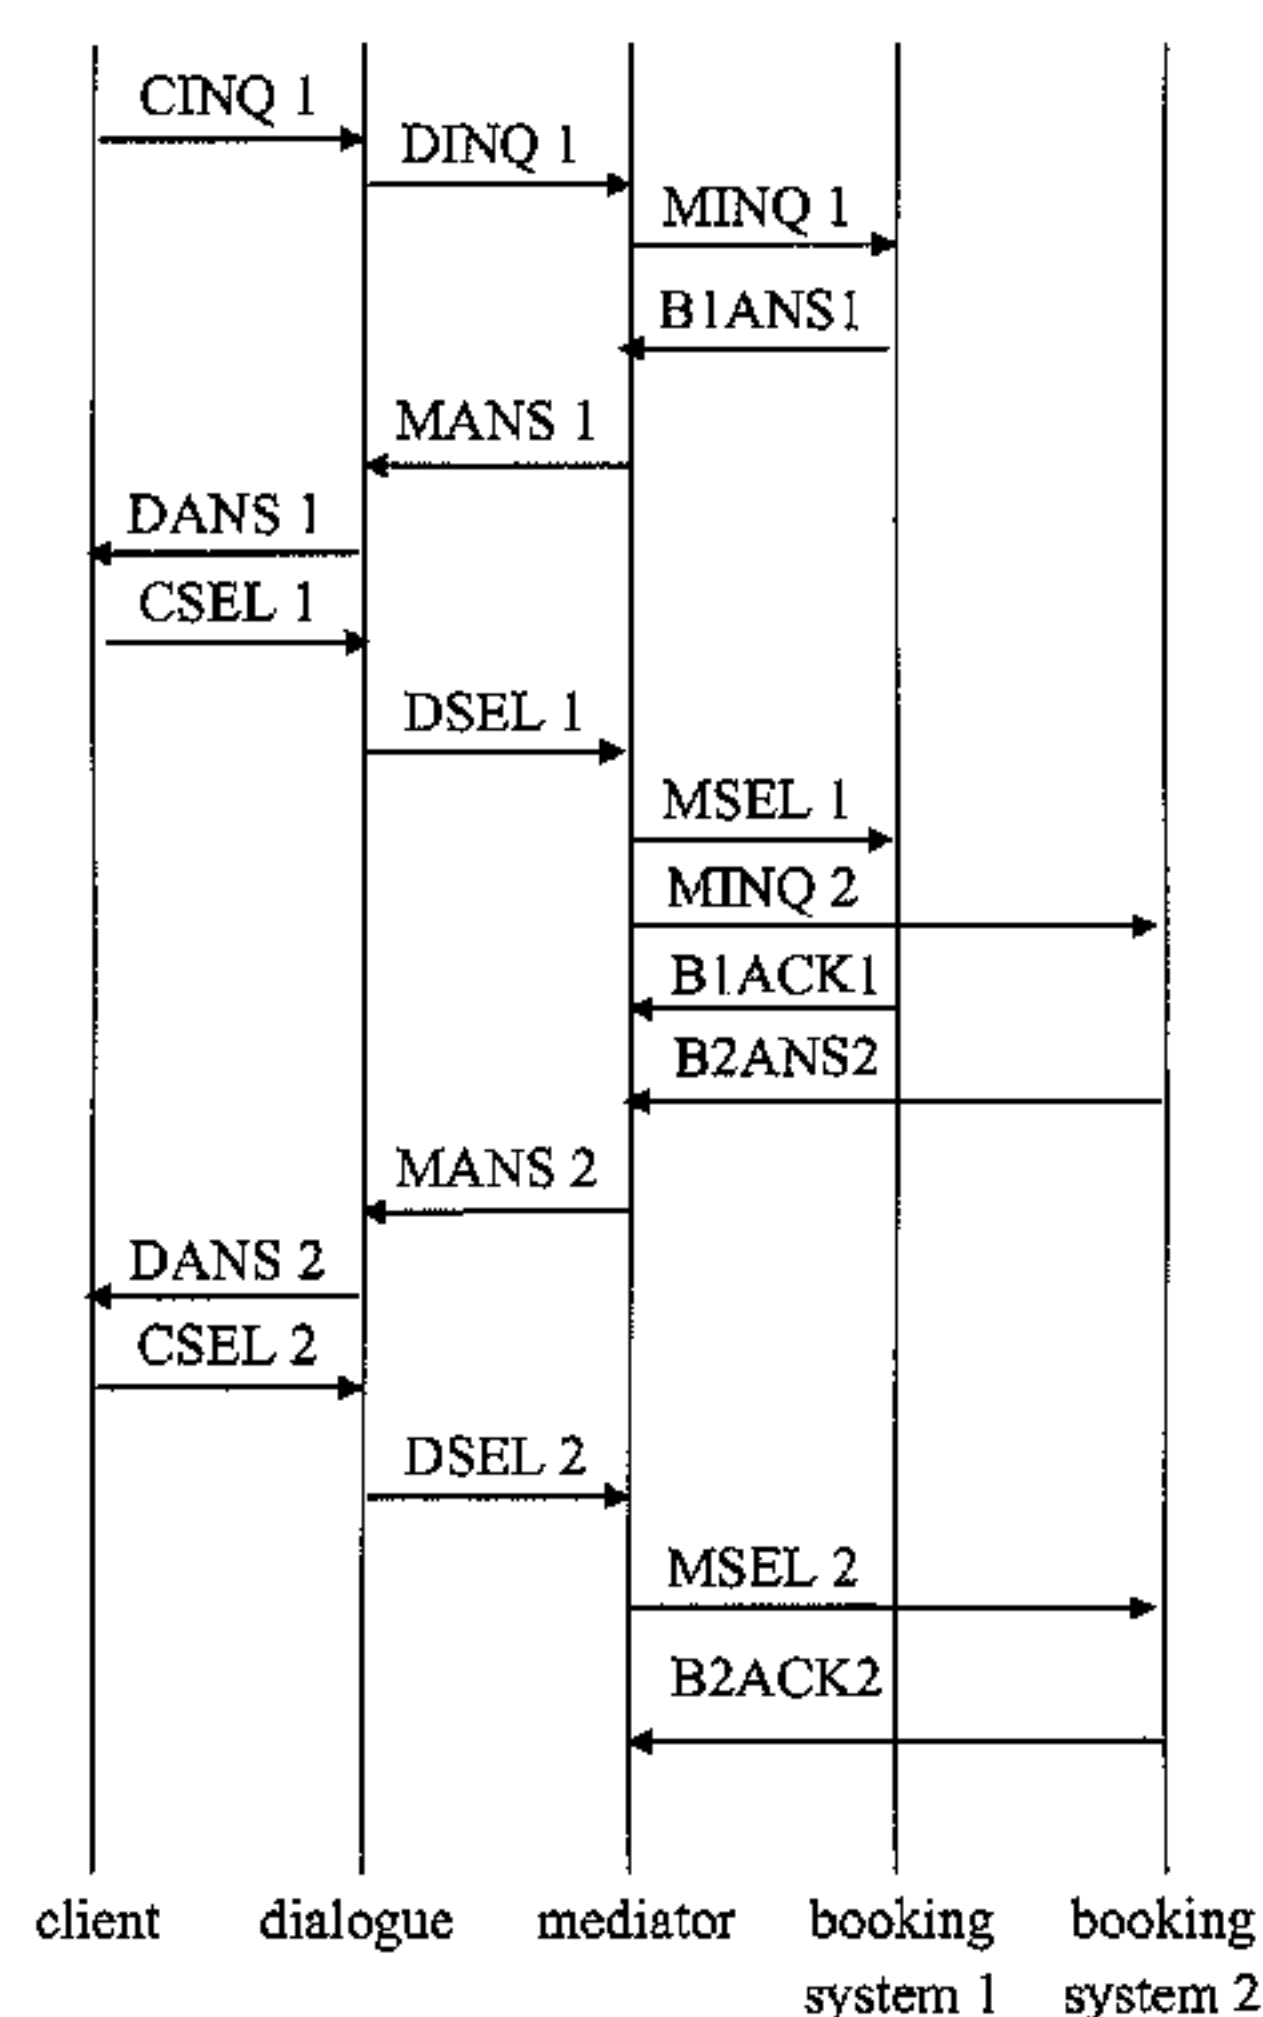 CINQ 1
DINQ 1
MINQ 1
B1ANS1
MANS 1
DANS 1
CSEL 1
DSEL 1
MSEL 1
MINQ 2
B1ACK1
B2ANS2
MANS 2
DANS 2
CSEL 2
DSEL 2
MSEL 2
B2ACK2
client dialogue mediator booking booking
system 1 system 2